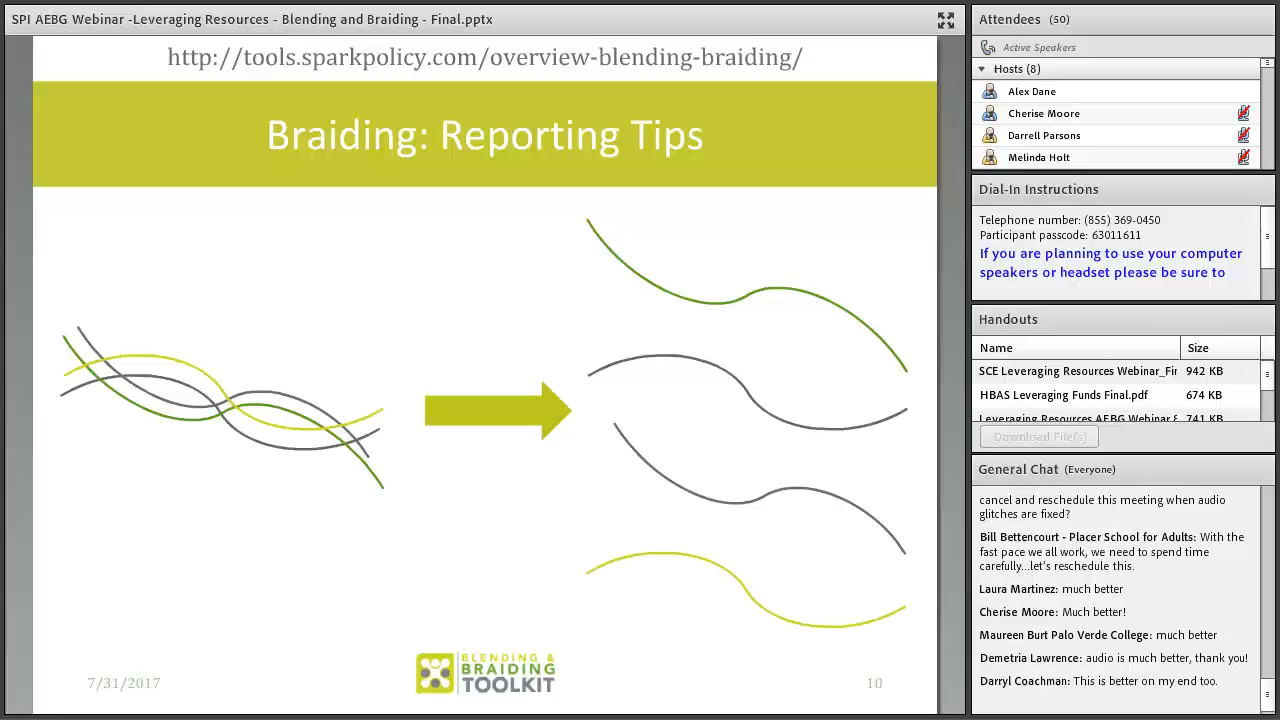 SPI AEBG Webinar -Leveraging Resources - Blending and Braiding - Final.pptx
http://tools.sparkpolicy.com/overview-blending-braiding/
Braiding: Reporting Tips
7/31/2017
BLENDING &
BRAIDING
TOOLKIT
10
Attendees (50)
Active Speakers
Hosts (8)
Alex Dane
Cherise Moore
Darrell Parsons
Melinda Holt
Dial-In Instructions
Telephone number: (855) 369-0450
Participant passcode: 63011611
If you are planning to use your computer
speakers or headset please be sure to
Handouts
Name Size
SCE Leveraging Resources Webinar_Fir 942 KB
HBAS Leveraging Funds Final.pdf 674 KB
Leveraging Resources AEBG Webinar 741 KB
Download File(s)
General Chat (Everyone)
cancel and reschedule this meeting when audio
glitches are fixed?
Bill Bettencourt - Placer School for Adults: With the
fast pace we all work, we need to spend time
carefully...let's reschedule this.
Laura Martinez: much better
Cherise Moore: Much better!
Maureen Burt Palo Verde College: much better
Demetria Lawrence: audio is much better, thank you!
Darryl Coachman: This is better on my end too.